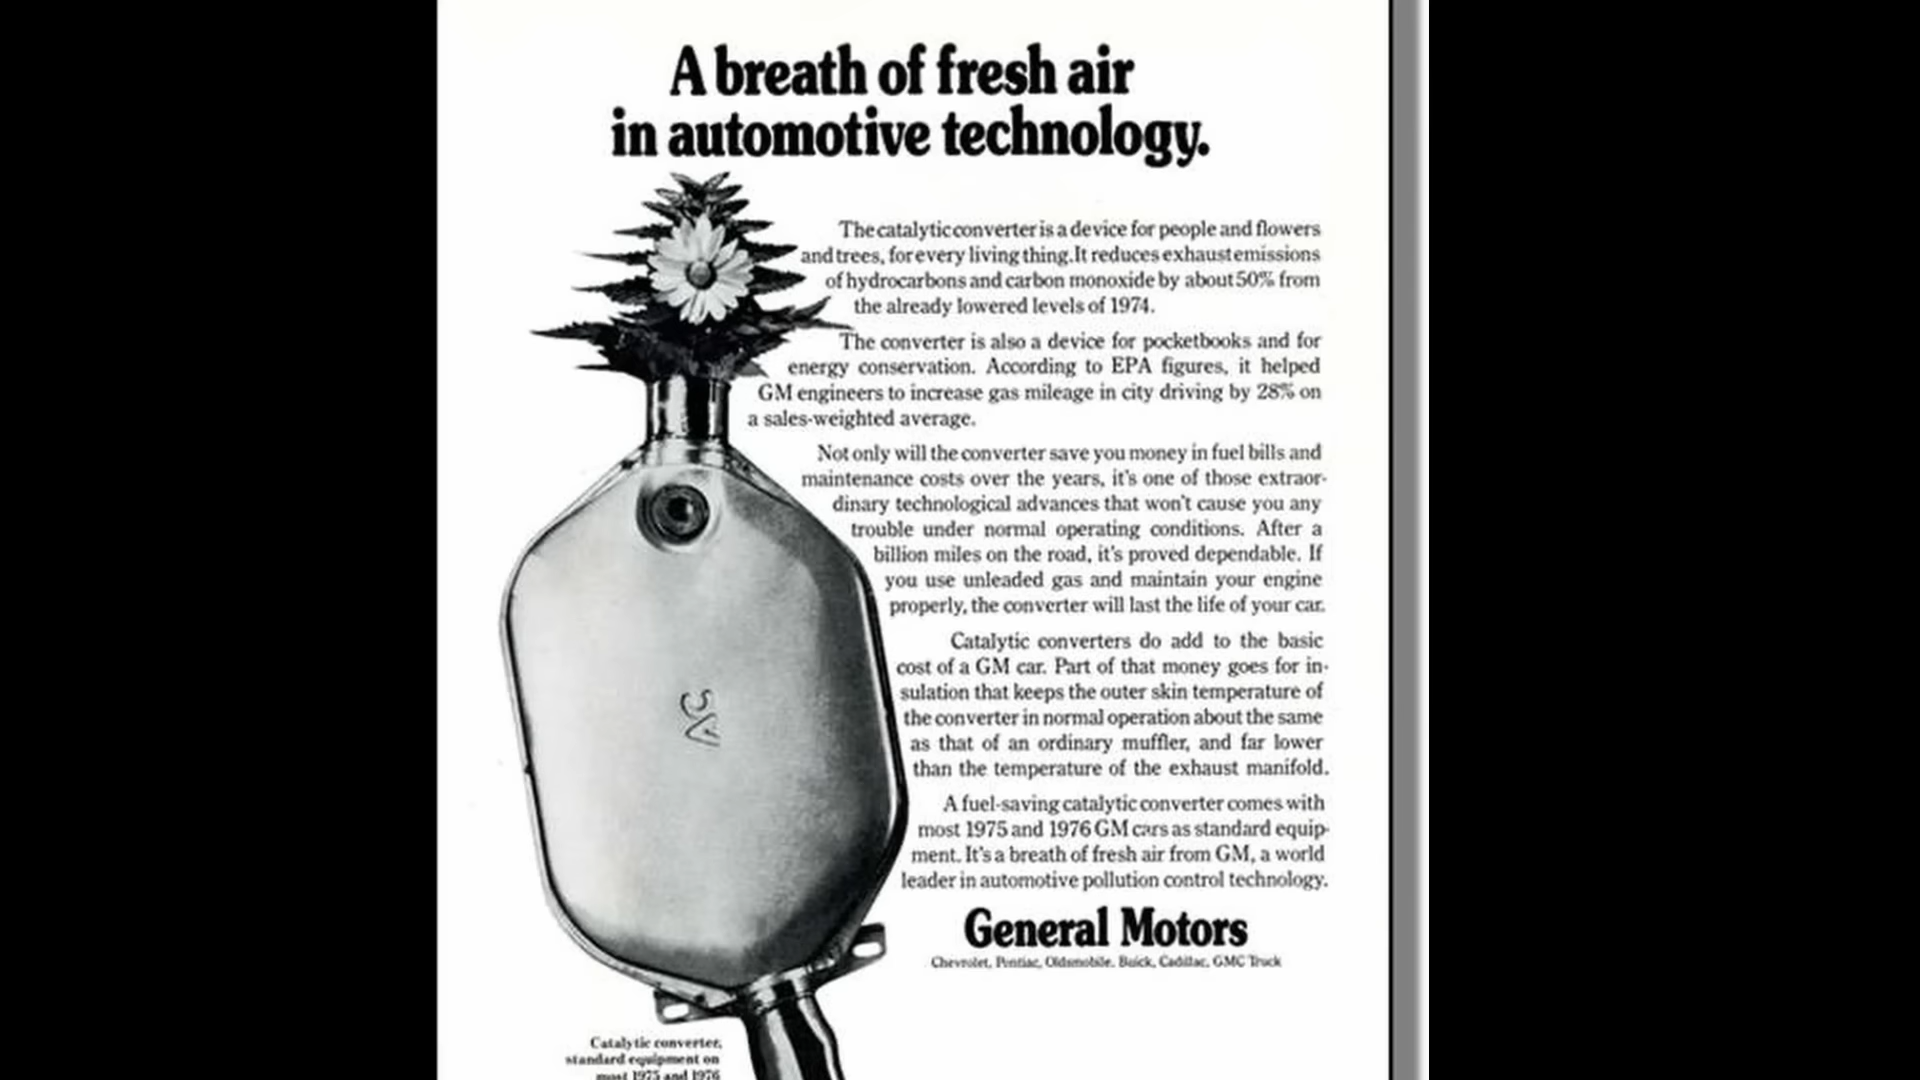 A breath of fresh air
in automotive technology.
The catalytic converter is a device for people and flowers
and trees, for every living thing. It reduces exhaust emissions
of hydrocarbons and carbon monoxide by about 50% from
the already lowered levels of 1974.
The converter is also a device for pocketbooks and for
energy conservation. According to EPA figures, it helped
GM engineers to increase gas mileage in city driving by 28% on
a sales-weighted average.
Not only will the converter save you money in fuel bills and
maintenance costs over the years, it's one of those extraor-
dinary technological advances that won't cause you any
trouble under normal operating conditions. After a
billion miles on the road, it's proved dependable. If
you use unleaded gas and maintain your engine
properly, the converter will last the life of your car.
Catalytic converters do add to the basic
cost of a GM car. Part of that money goes for in-
sulation that keeps the outer skin temperature of
the converter in normal operation about the same
as that of an ordinary muffler, and far lower
than the temperature of the exhaust manifold.
A fuel-saving catalytic converter comes with
most 1975 and 1976 GM cars as standard equip-
ment. It's a breath of fresh air from GM, a world
leader in automotive pollution control technology.
General Motors
Chevrolet, Pontiac, Oldsmobile, Buick, Cadillac, GMC Truck
AC
Catalytic converter,
standard equipment on
most 1975 and 1976